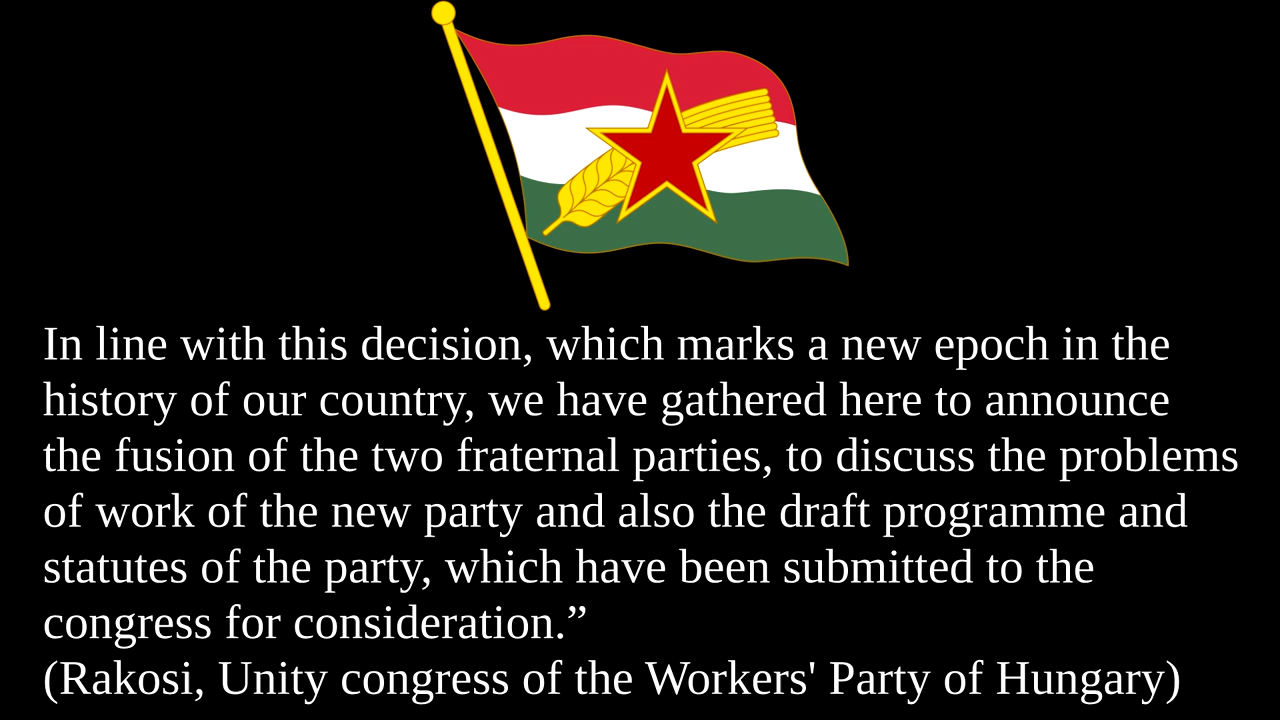 In line with this decision, which marks a new epoch in the
history of our country, we have gathered here to announce
the fusion of the two fraternal parties, to discuss the problems
of work of the new party and also the draft programme and
statutes of the party, which have been submitted to the
congress for consideration.”
(Rakosi, Unity congress of the Workers' Party of Hungary)